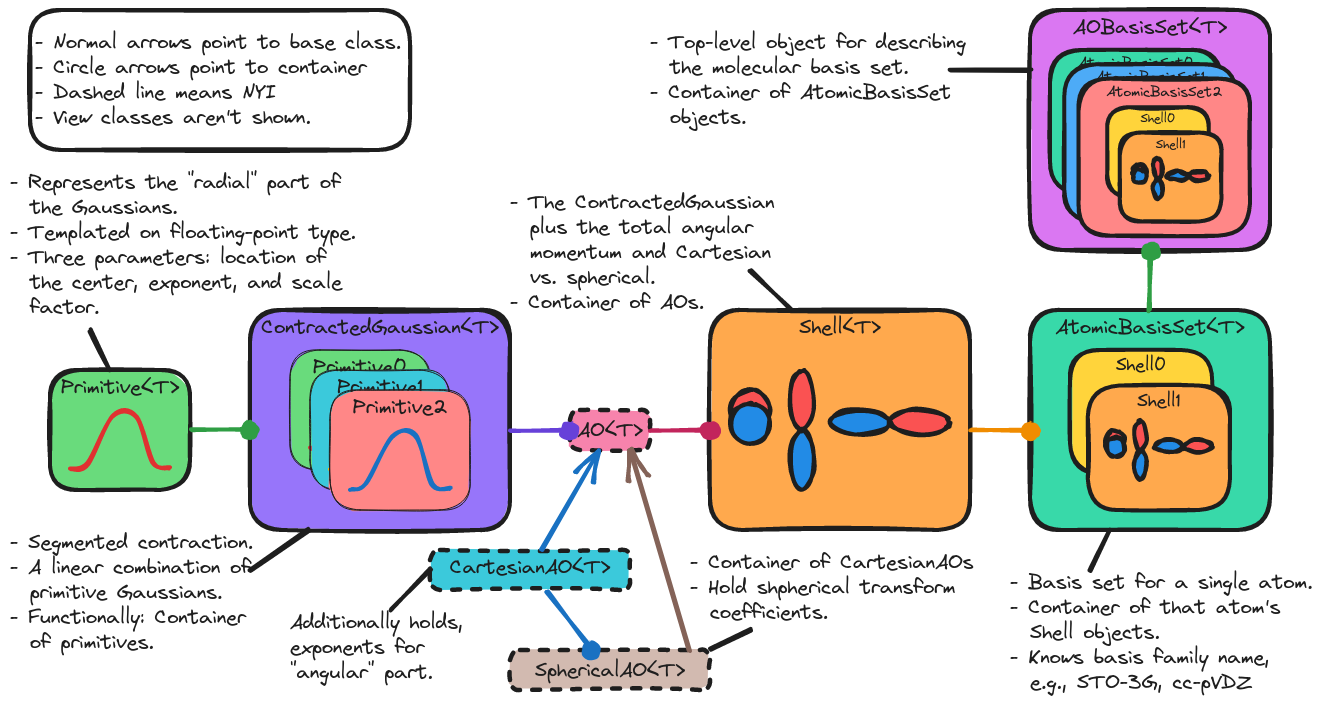 - Normal arrows point to base class.
- Circle arrows point to container
- Dashed line means NYI
- View classes aren't shown.
- Top-level object for describing
the molecular basis set.
- Container of AtomicBasisSet
objects.
AOBasisSet<T>
AtomicBasisSet0
AtomicBasisSet1
AtomicBasisSet2
Shell0
Shell1
- Represents the "radial" part of
the Gaussians.
- Templated on floating-point type.
- Three parameters: location of
the center, exponent, and scale
factor.
- The ContractedGaussian
plus the total angular
momentum and Cartesian
vs. spherical.
- Container of AOs.
Primitive<T>
ContractedGaussian<T>
Primitive0
Primitive1
Primitive2
AO<T>
Shell<T>
AtomicBasisSet<T>
Shell0
Shell1
- Segmented contraction.
- A linear combination of
primitive Gaussians.
- Functionally: Container
of primitives.
CartesianAO<T>
Additionally holds,
exponents for
"angular" part.
SphericalAO<T>
- Container of CartesianAOs
- Hold shpherical transform
coefficients.
- Basis set for a single atom.
- Container of that atom's
Shell objects.
- Knows basis family name,
e.g., STO-3G, cc-pVDZ